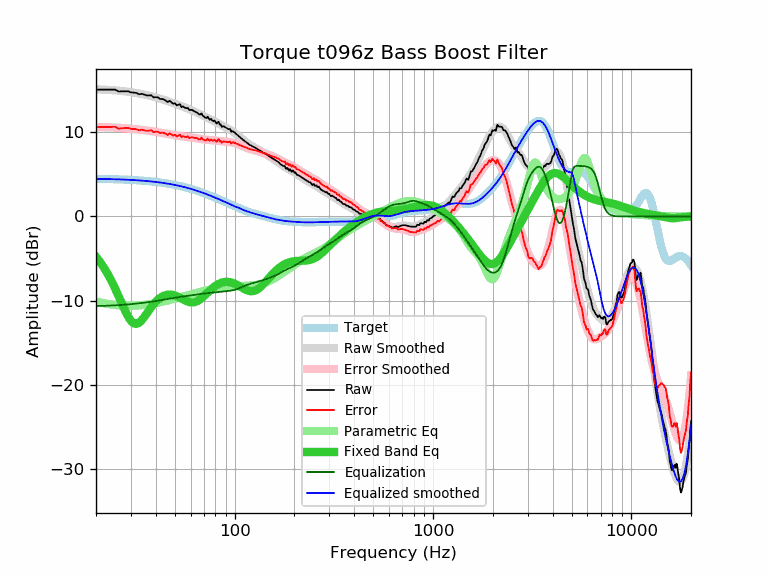 Torque t096z Bass Boost Filter
Amplitude (dBr)
10
0
−10
−20
−30
Target
Raw Smoothed
Error Smoothed
Raw
Error
Parametric Eq
Fixed Band Eq
Equalization
Equalized smoothed
100
1000
10000
Frequency (Hz)